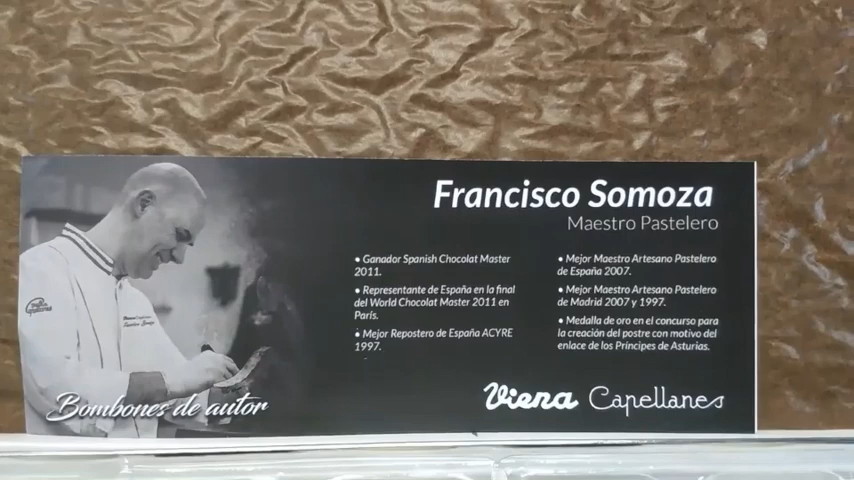 Francisco Somoza
Maestro Pastelero
• Ganador Spanish Chocolat Master
2011.
• Representante de España en la final
del World Chocolat Master 2011 en
París.
• Mejor Repostero de España ACYRE
1997.
• Mejor Maestro Artesano Pastelero
de España 2007.
• Mejor Maestro Artesano Pastelero
de Madrid 2007 y 1997.
• Medalla de oro en el concurso para
la creación del postre con motivo del
enlace de los Príncipes de Asturias.
Bombones de autor
Viena Capellanes